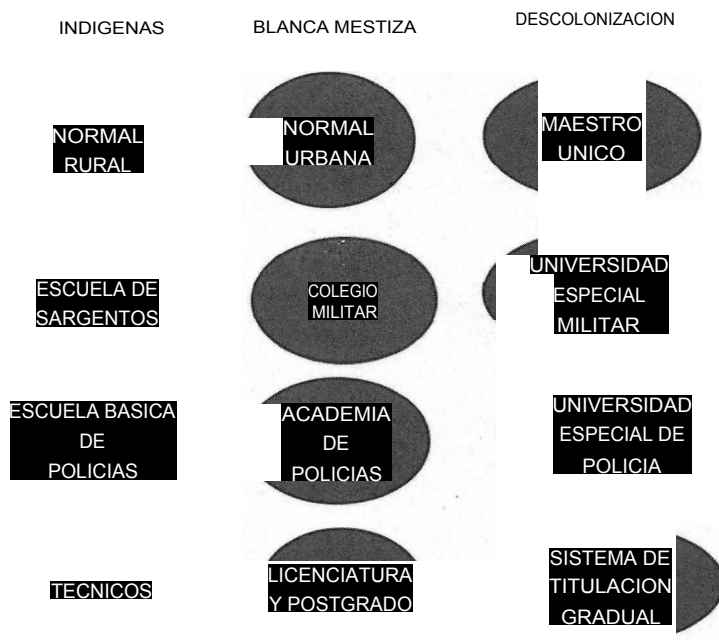 INDIGENAS
BLANCA MESTIZA
DESCOLONIZACION
NORMAL
RURAL
NORMAL
URBANA
MAESTRO
UNICO
ESCUELA DE
SARGENTOS
COLEGIO
MILITAR
UNIVERSIDAD
ESPECIAL
MILITAR
ESCUELA BASICA
DE
POLICIAS
ACADEMIA
DE
POLICIAS
UNIVERSIDAD
ESPECIAL DE
POLICIA
TECNICOS
LICENCIATURA
Y POSTGRADO
SISTEMA DE
TITULACION
GRADUAL